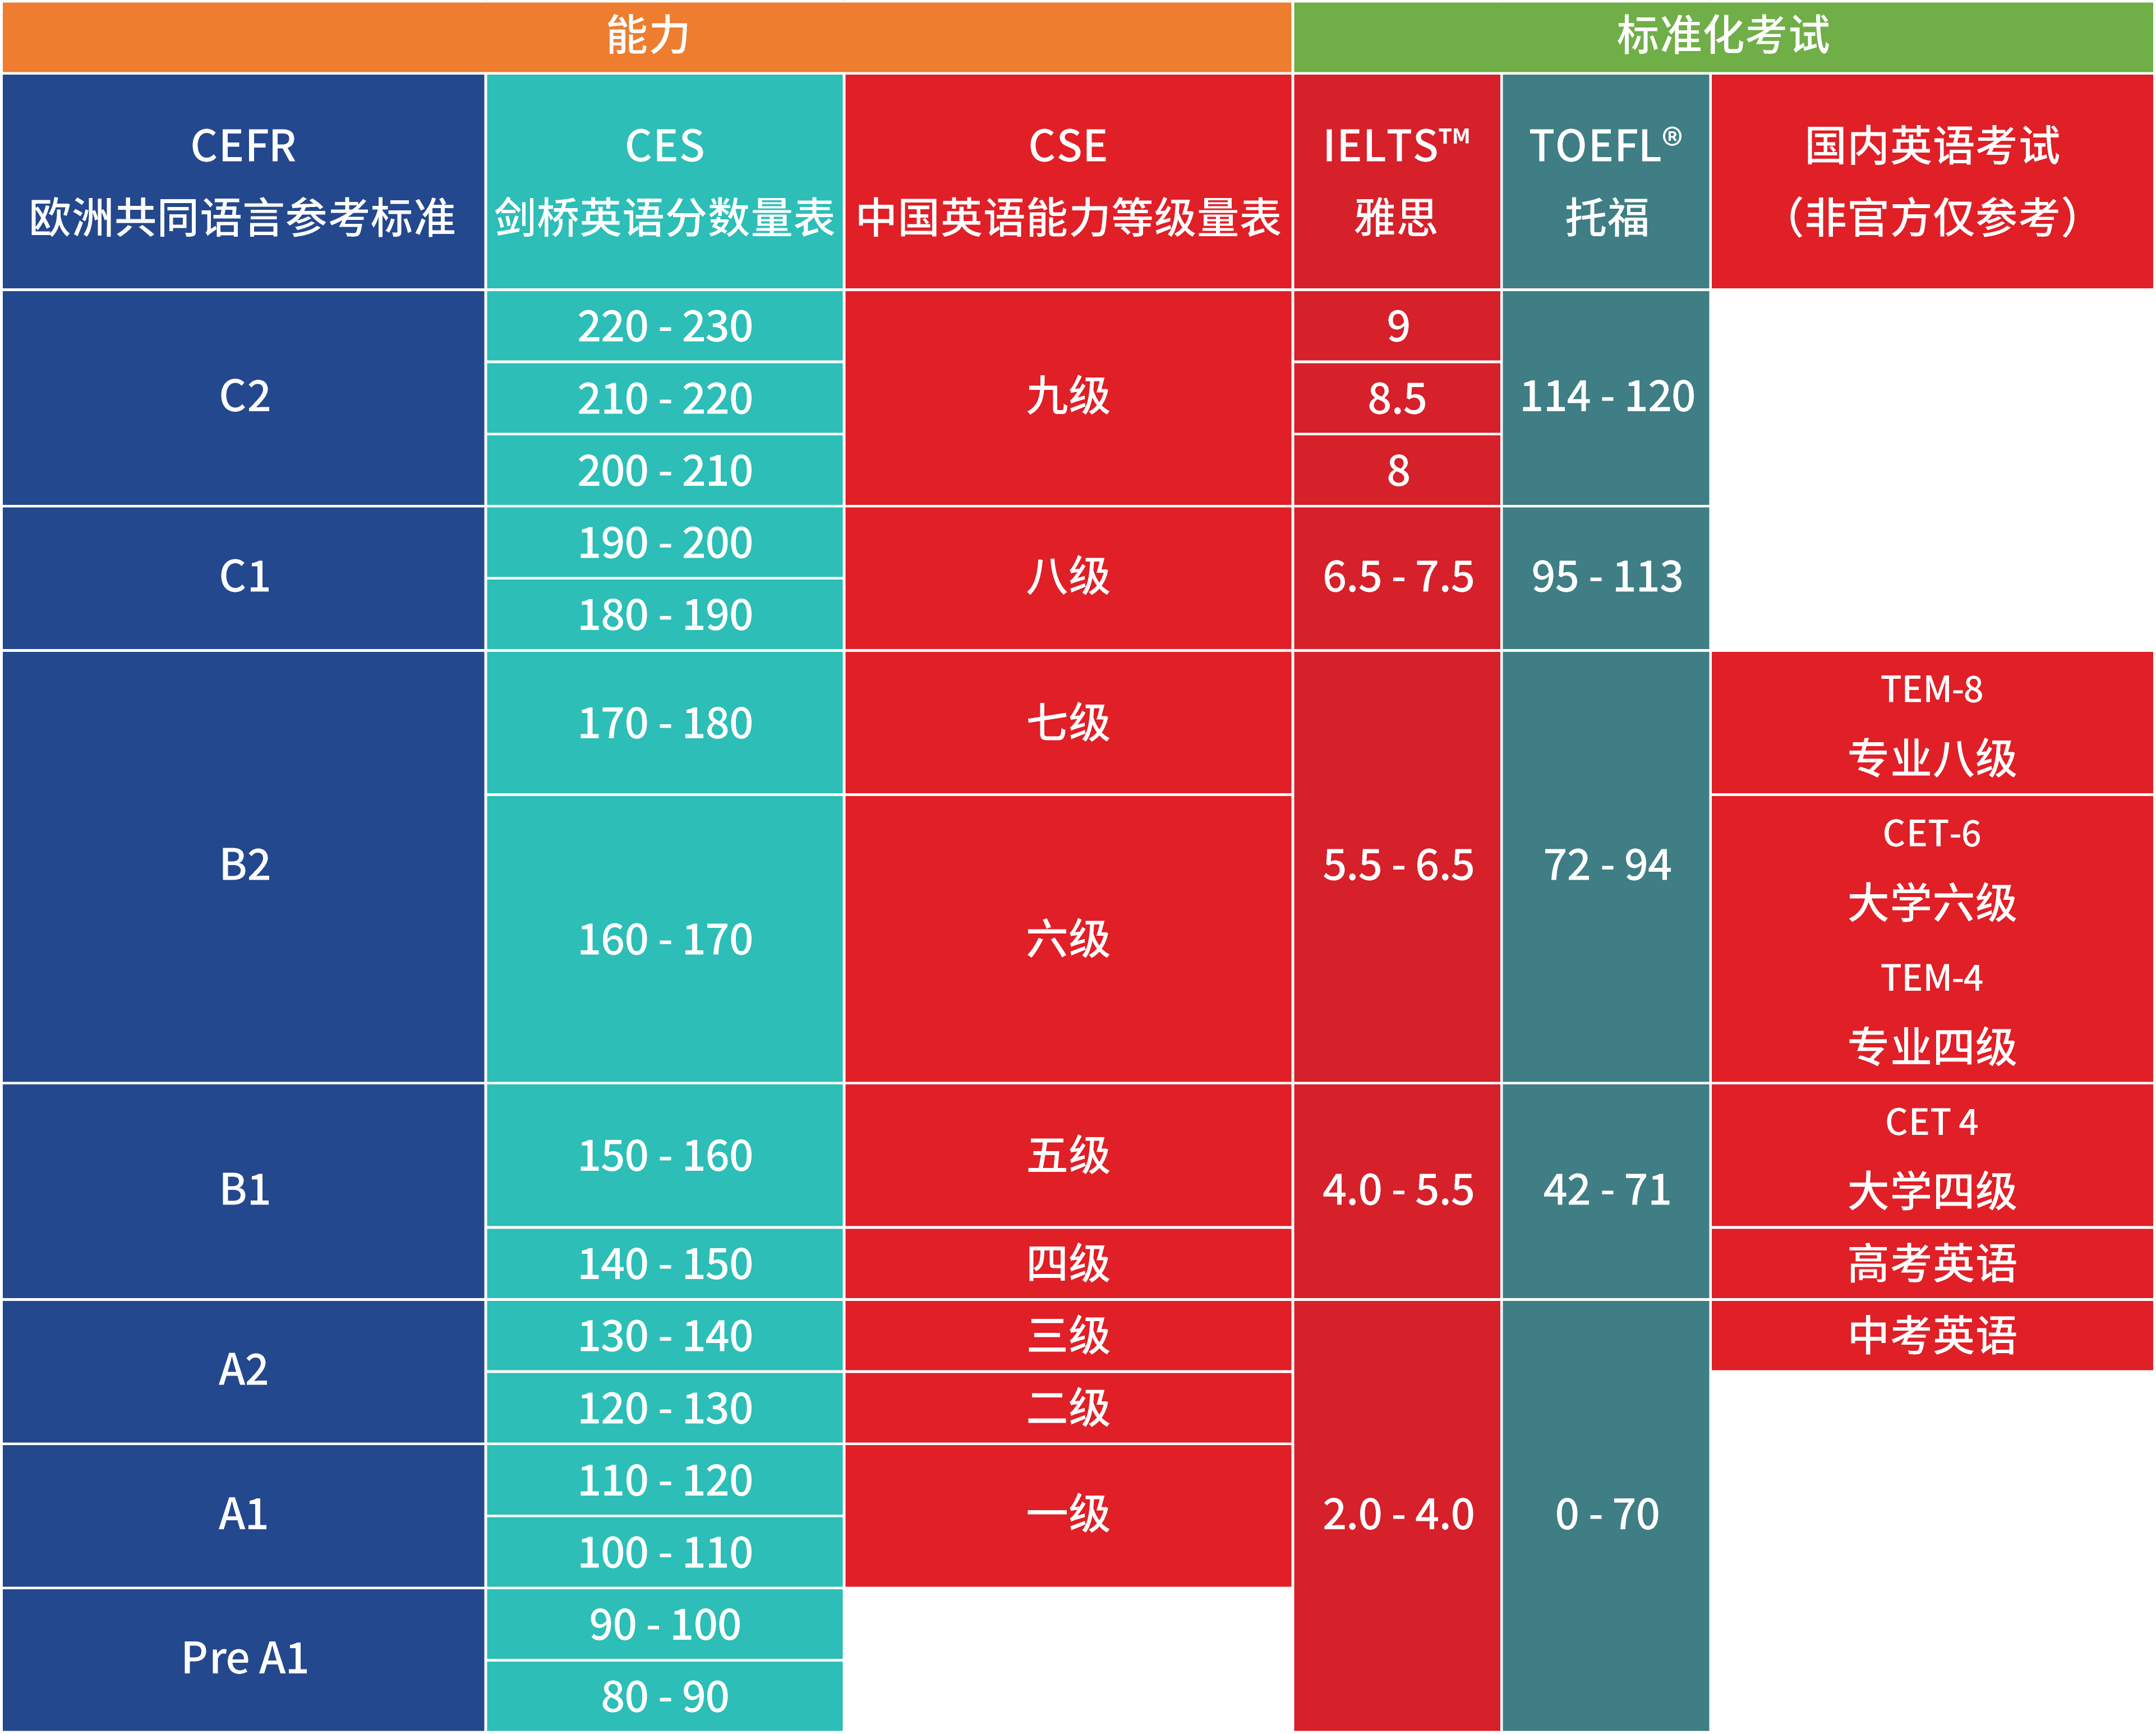 能力
标准化考试
CEFR
欧洲共同语言参考标准
CES
剑桥英语分数量表
CSE
中国英语能力等级量表
IELTS™
雅思
TOEFL®
托福
国内英语考试
（非官方仅参考）
C2
220 - 230
210 - 220
200 - 210
九级
9
8.5
8
114 - 120
C1
190 - 200
180 - 190
八级
6.5 - 7.5
95 - 113
B2
170 - 180
160 - 170
七级
六级
5.5 - 6.5
72 - 94
TEM-8
专业八级
CET-6
大学六级
TEM-4
专业四级
B1
150 - 160
140 - 150
五级
四级
4.0 - 5.5
42 - 71
CET 4
大学四级
高考英语
A2
130 - 140
120 - 130
三级
二级
中考英语
A1
110 - 120
100 - 110
一级
2.0 - 4.0
0 - 70
Pre A1
90 - 100
80 - 90